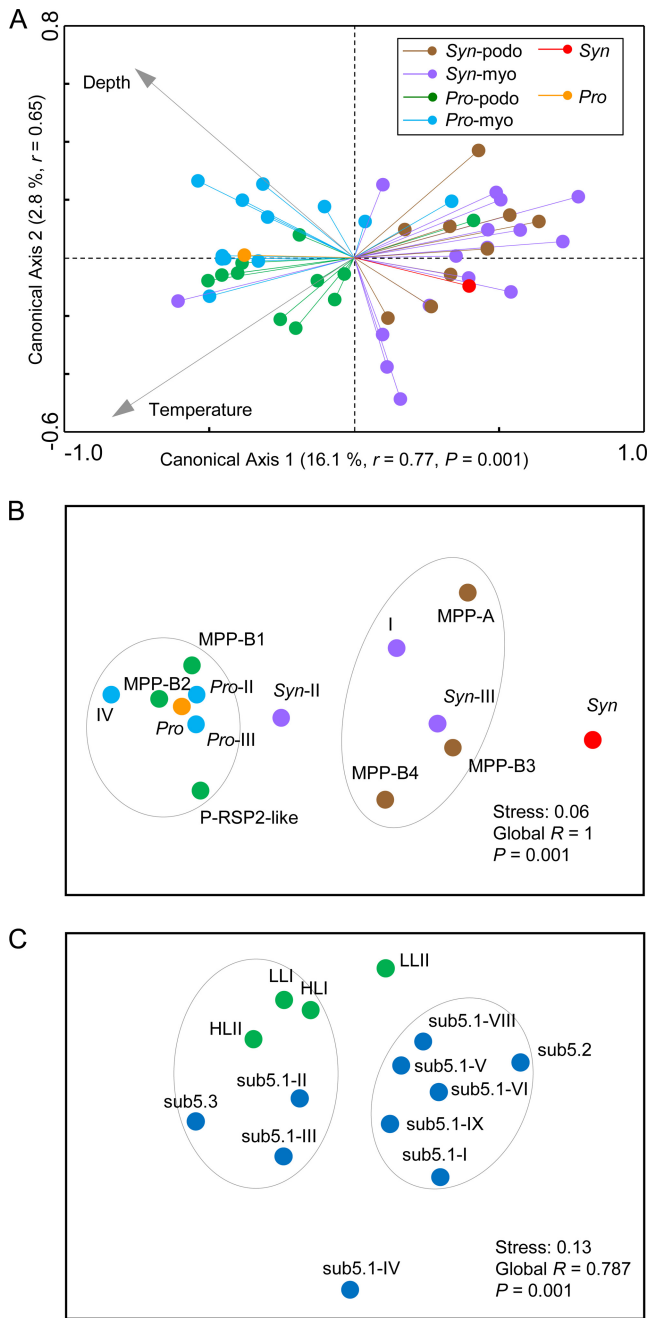 A
0.8
Depth
Syn-podo
Syn
Syn-myo
Pro-podo
Pro
Pro-myo
Canonical Axis 2 (2.8 %, r = 0.65)
Temperature
-0.6
-1.0
Canonical Axis 1 (16.1 %, r = 0.77, P = 0.001)
1.0
B
MPP-A
I
MPP-B1
MPP-B2
Pro-II
Syn-II
Syn-III
Syn
IV
Pro
Pro-III
MPP-B3
MPP-B4
P-RSP2-like
Stress: 0.06
Global R = 1
P = 0.001
C
LLII
LLI
HLI
HLII
sub5.1-VIII
sub5.2
sub5.1-V
sub5.1-II
sub5.1-VI
sub5.3
sub5.1-IX
sub5.1-III
sub5.1-I
sub5.1-IV
Stress: 0.13
Global R = 0.787
P = 0.001